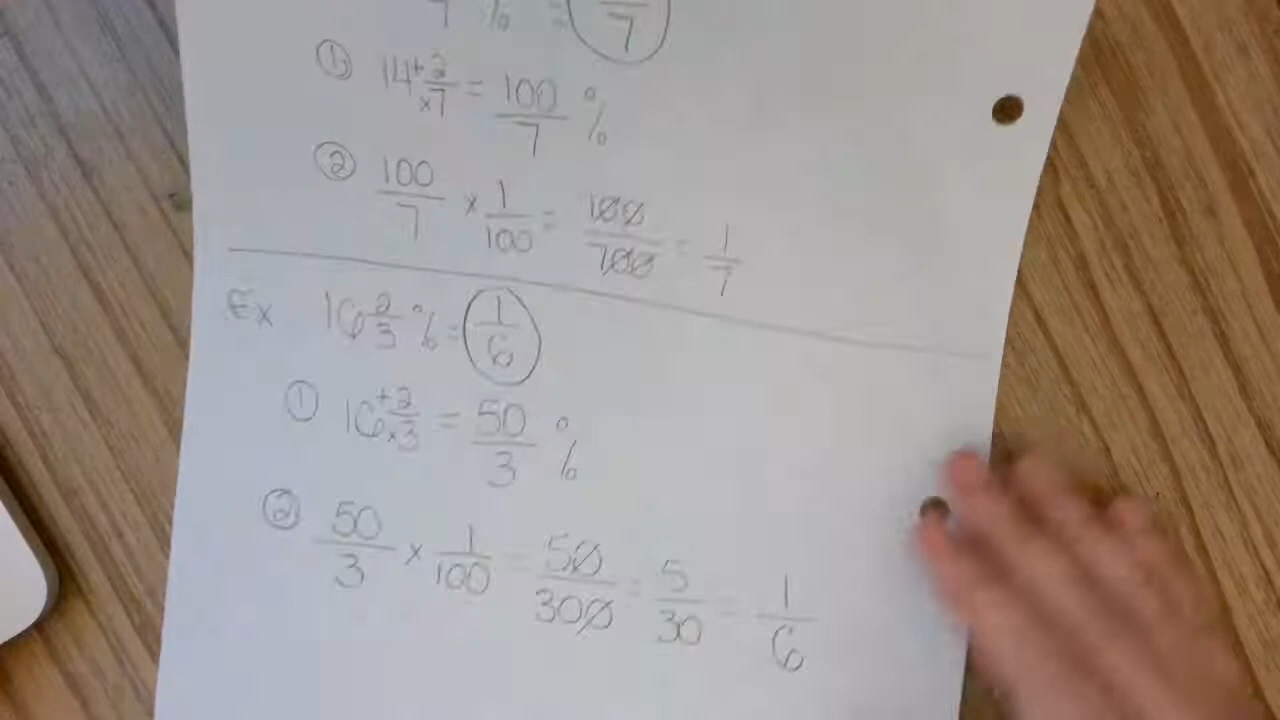 7 % = 7
① 14 +2/×7 = 100/7 %
② 100/7 × 1/100 = 100/700 = 1/7
Ex 16 2/3 % = 1/6
① 16 +2/×3 = 50/3 %
② 50/3 × 1/100 = 50/300 = 5/30 = 1/6